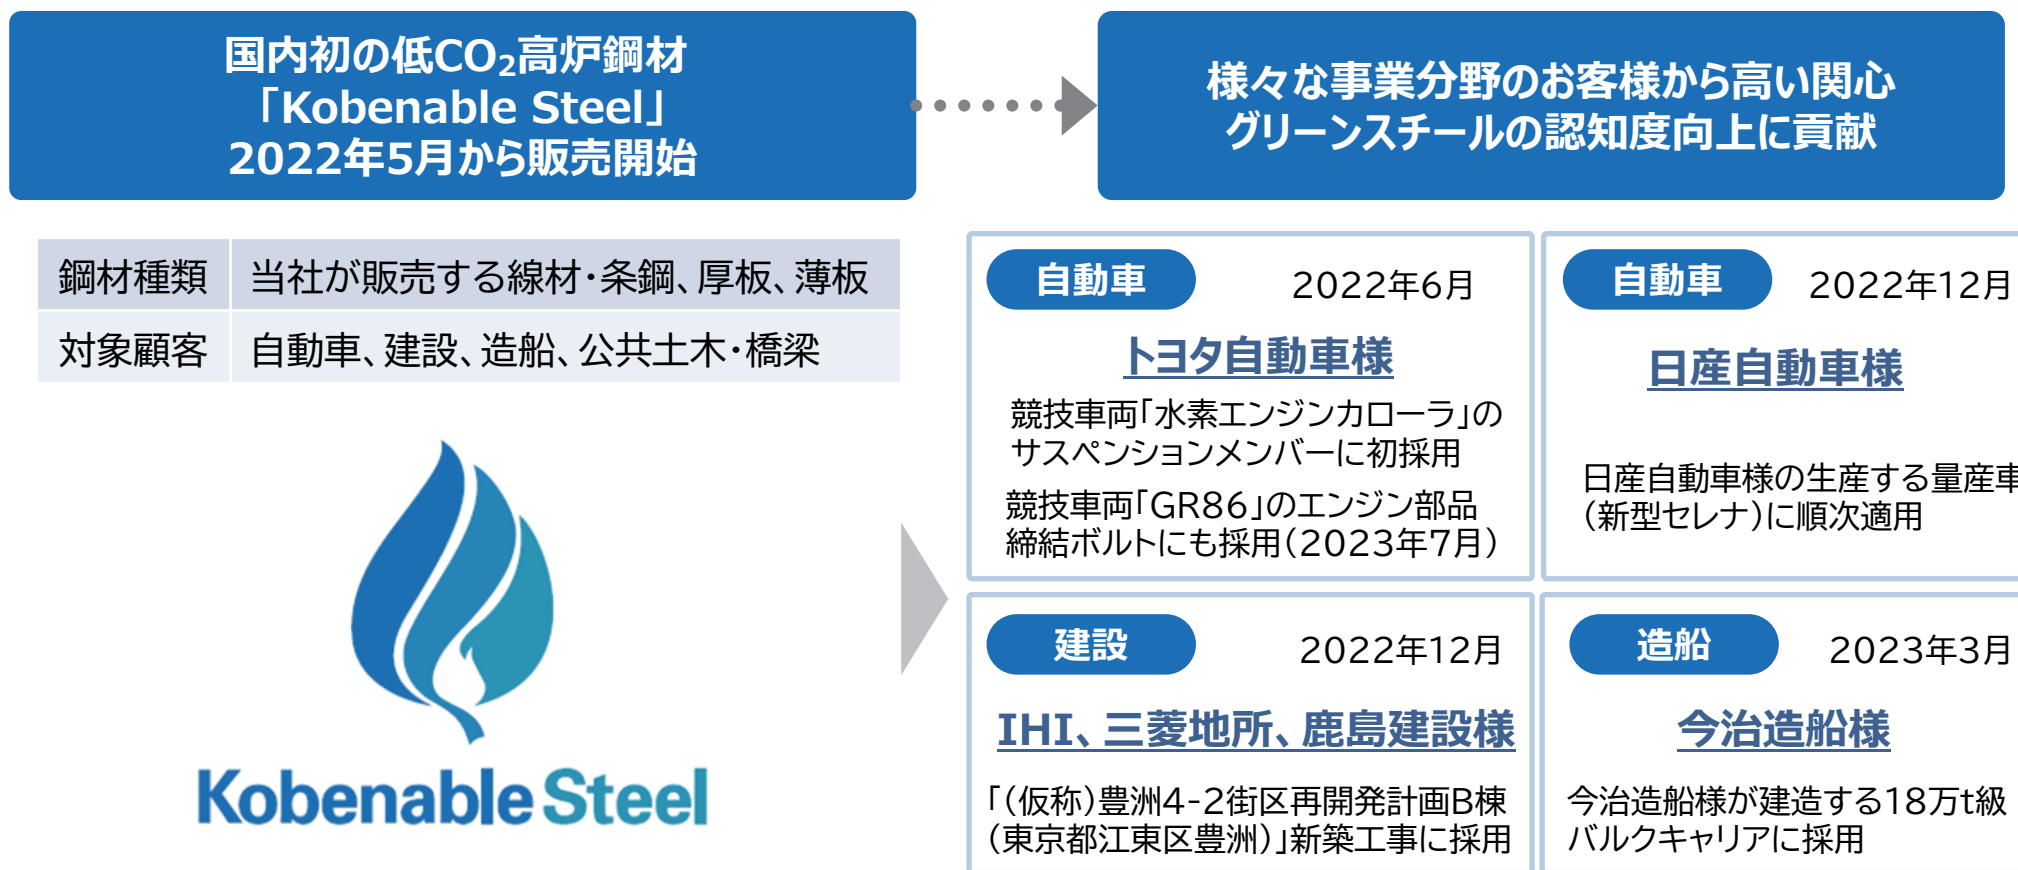 国内初の低CO₂高炉鋼材
「Kobenable Steel」
2022年5月から販売開始
様々な事業分野のお客様から高い関心
グリーンスチールの認知度向上に貢献
鋼材種類 当社が販売する線材・条鋼、厚板、薄板
対象顧客 自動車、建設、造船、公共土木・橋梁
Kobenable Steel
自動車 2022年6月
トヨタ自動車様
競技車両「水素エンジンカローラ」の
サスペンションメンバーに初採用
競技車両「GR86」のエンジン部品
締結ボルトにも採用(2023年7月)
自動車 2022年12月
日産自動車様
日産自動車様の生産する量産車
(新型セレナ)に順次適用
建設 2022年12月
IHI、三菱地所、鹿島建設様
「(仮称)豊洲4-2街区再開発計画B棟
(東京都江東区豊洲)」新築工事に採用
造船 2023年3月
今治造船様
今治造船様が建造する18万t級
バルクキャリアに採用